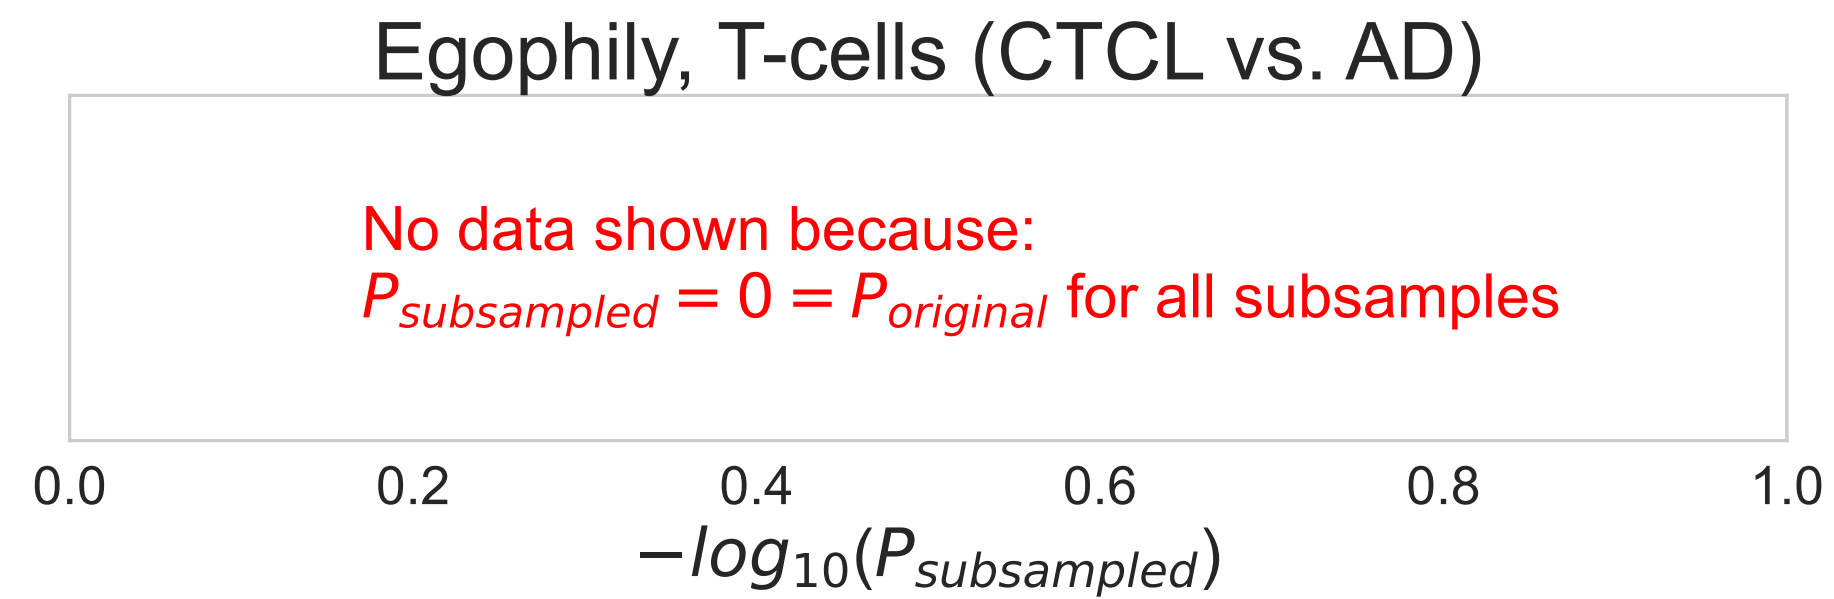 Egophily, T-cells (CTCL vs. AD)
No data shown because:
P_subsampled = 0 = P_original for all subsamples
0.0 0.2 0.4 0.6 0.8 1.0
−log_10(P_subsampled)